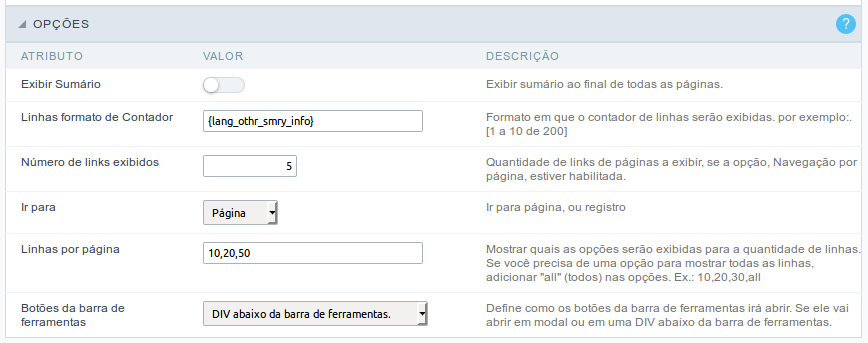 OPÇÕES
?
ATRIBUTO VALOR DESCRIÇÃO
Exibir Sumário Exibir sumário ao final de todas as páginas.
Linhas formato de Contador {lang_othr_smry_info} Formato em que o contador de linhas serão exibidas. por exemplo:.
[1 a 10 de 200]
Número de links exibidos 5 Quantidade de links de páginas a exibir, se a opção, Navegação por
página, estiver habilitada.
Ir para Página Ir para página, ou registro
Linhas por página 10,20,50 Mostrar quais as opções serão exibidas para a quantidade de linhas.
Se você precisa de uma opção para mostrar todas as linhas,
adicionar "all" (todos) nas opções. Ex.: 10,20,30,all
Botões da barra de
ferramentas
DIV abaixo da barra de ferramentas.
Define como os botões da barra de ferramentas irá abrir. Se ele vai
abrir em modal ou em uma DIV abaixo da barra de ferramentas.